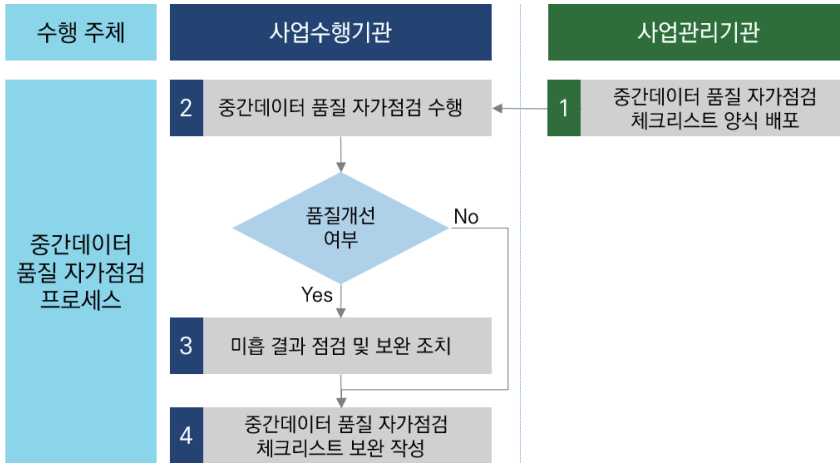 수행 주체
사업수행기관
사업관리기관
중간데이터
품질 자가점검
프로세스
2
중간데이터 품질 자가점검 수행
1
중간데이터 품질 자가점검
체크리스트 양식 배포
품질개선
여부
No
Yes
3
미흡 결과 점검 및 보완 조치
4
중간데이터 품질 자가점검
체크리스트 보완 작성